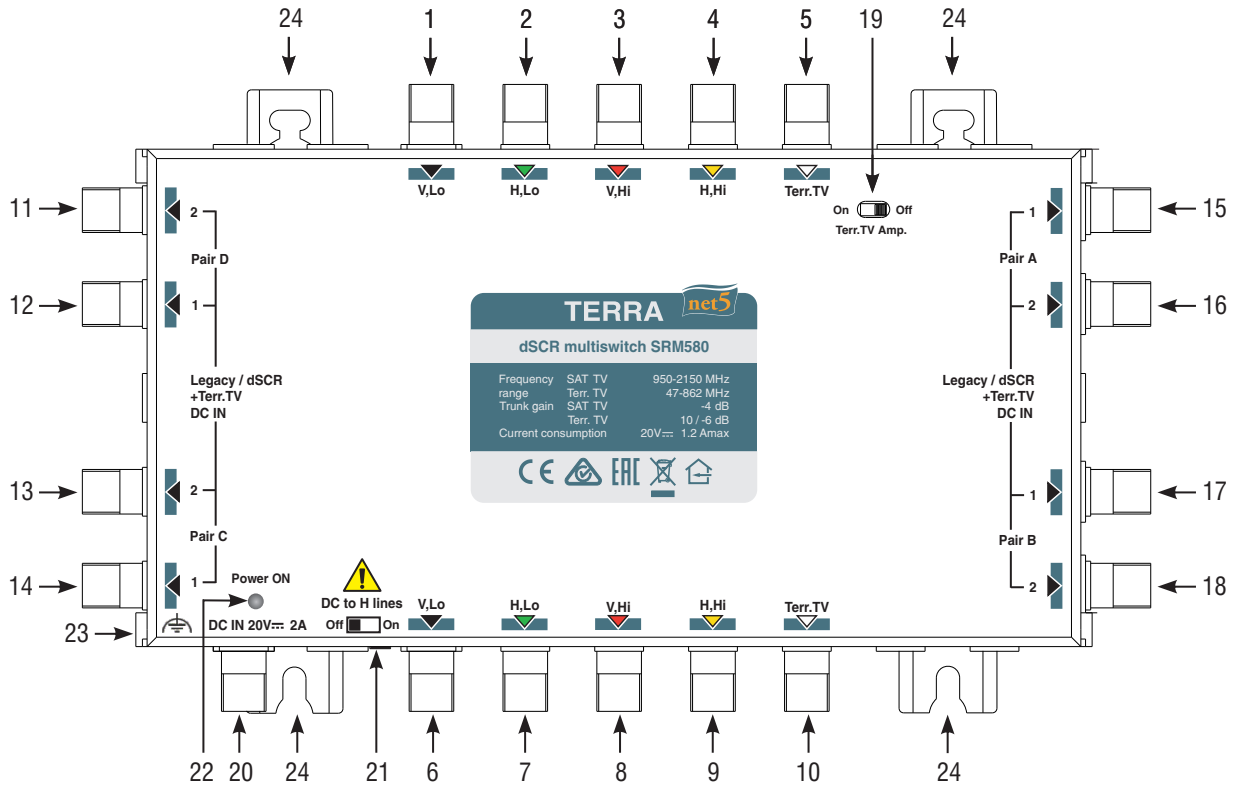 24 1 2 3 4 5 19 24
V,Lo H,Lo V,Hi H,Hi Terr.TV
On Off
Terr.TV Amp.
11 2
Pair D
12 1
Legacy / dSCR
+Terr.TV
DC IN
13 2
Pair C
14 1
1 15
Pair A
2 16
Legacy / dSCR
+Terr.TV
DC IN
1 17
Pair B
2 18
TERRA net5
dSCR multiswitch SRM580
Frequency SAT TV 950-2150 MHz
range Terr. TV 47-862 MHz
Trunk gain SAT TV -4 dB
Terr. TV 10 / -6 dB
Current consumption 20V⎓ 1.2 Amax
CE EAC
Power ON
DC to H lines
Off On
23 DC IN 20V⎓ 2A
V,Lo H,Lo V,Hi H,Hi Terr.TV
22 20 24 21 6 7 8 9 10 24